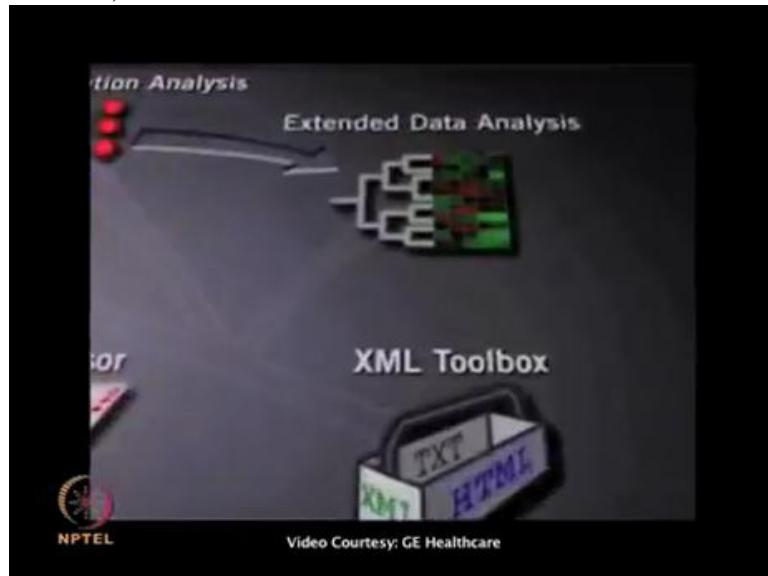 tion Analysis
Extended Data Analysis
sor
XML Toolbox
TXT
XML
HTML
NPTEL
Video Courtesy: GE Healthcare